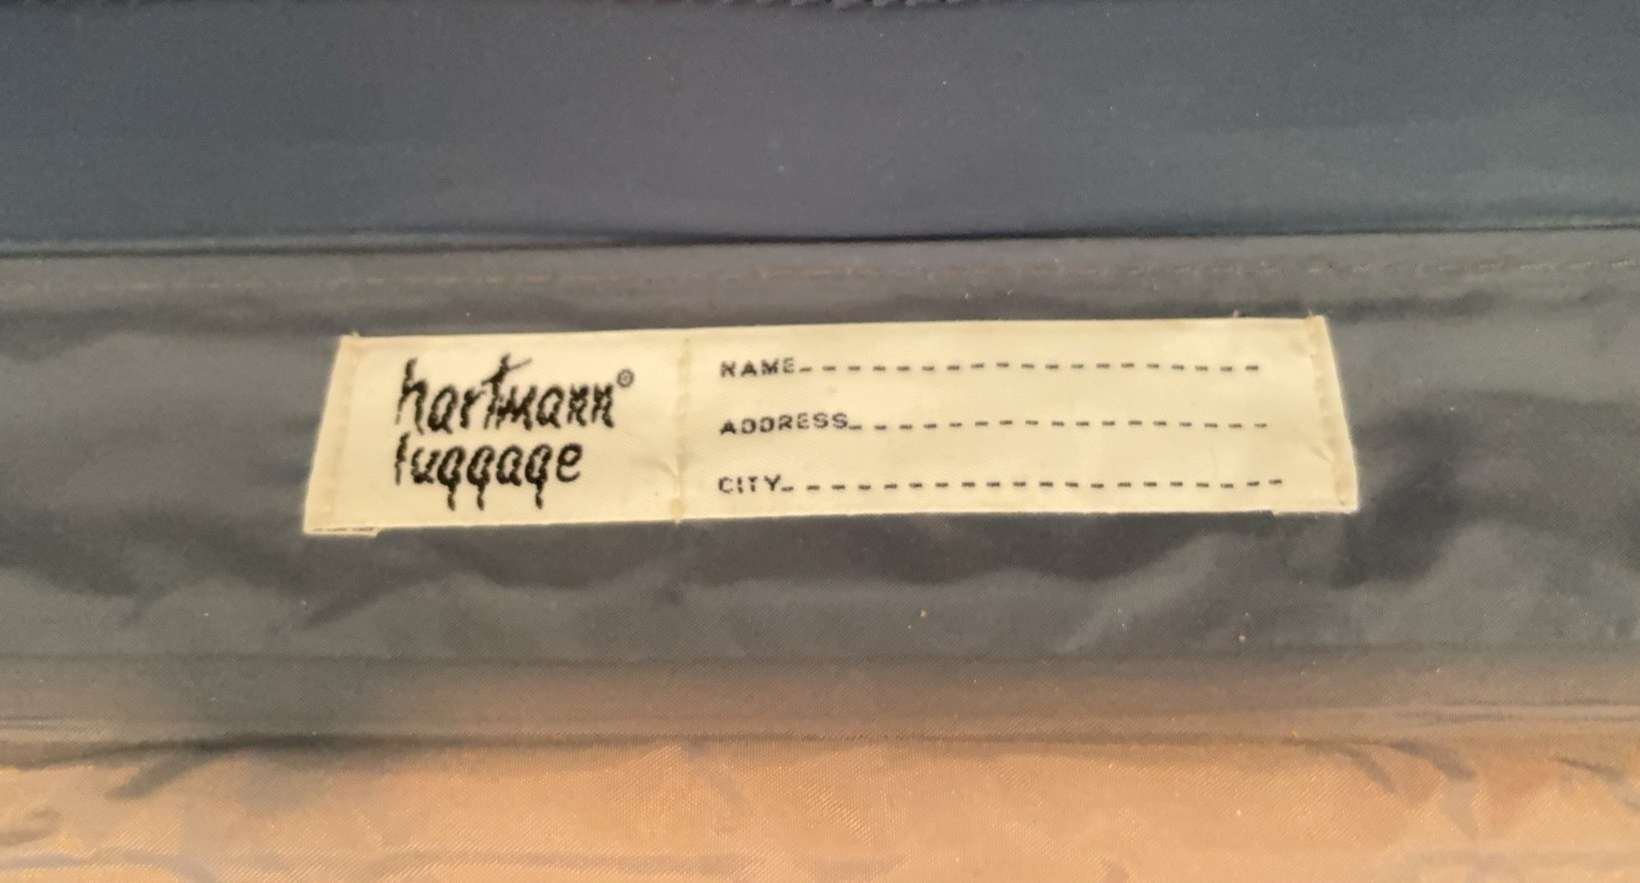 hartmann®
luggage
NAME
ADDRESS
CITY